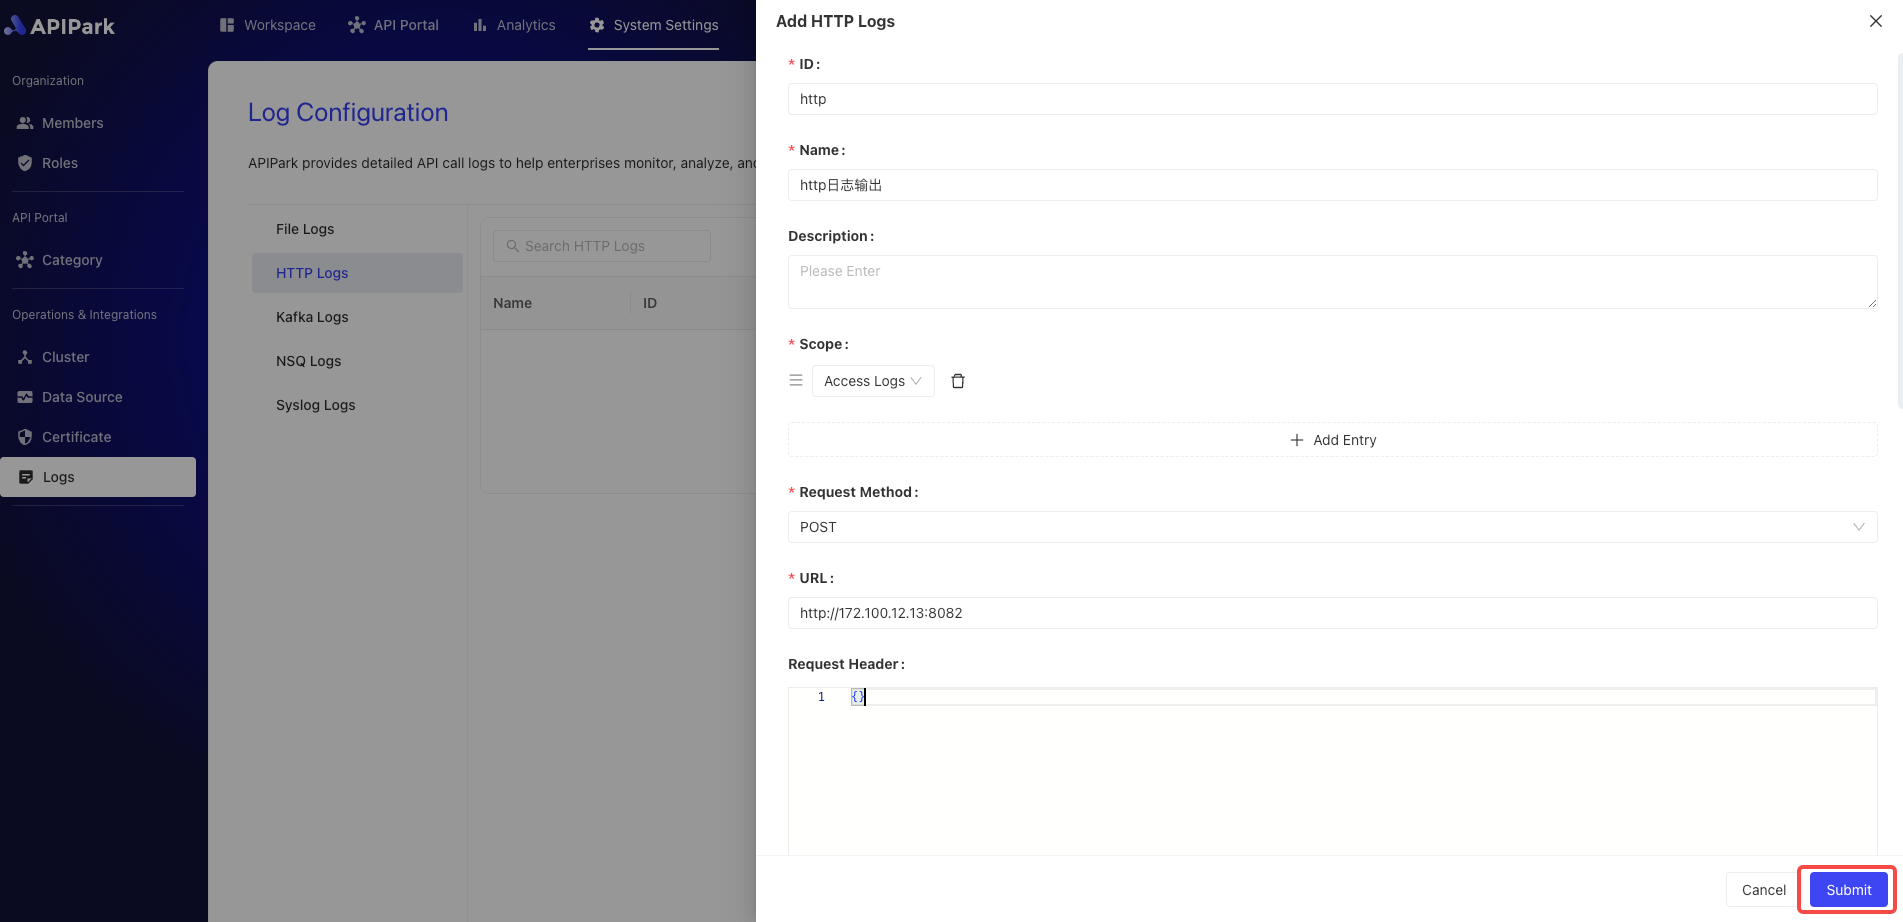 APIPark
Workspace
API Portal
Analytics
System Settings
Organization
Members
Roles
API Portal
Category
Operations & Integrations
Cluster
Data Source
Certificate
Logs
Log Configuration
APIPark provides detailed API call logs to help enterprises monitor, analyze, and
File Logs
HTTP Logs
Kafka Logs
NSQ Logs
Syslog Logs
Search HTTP Logs
Name
ID
Add HTTP Logs
* ID :
http
* Name :
http日志输出
Description :
Please Enter
* Scope :
Access Logs
Add Entry
* Request Method :
POST
* URL :
http://172.100.12.13:8082
Request Header :
1 {}
Cancel
Submit